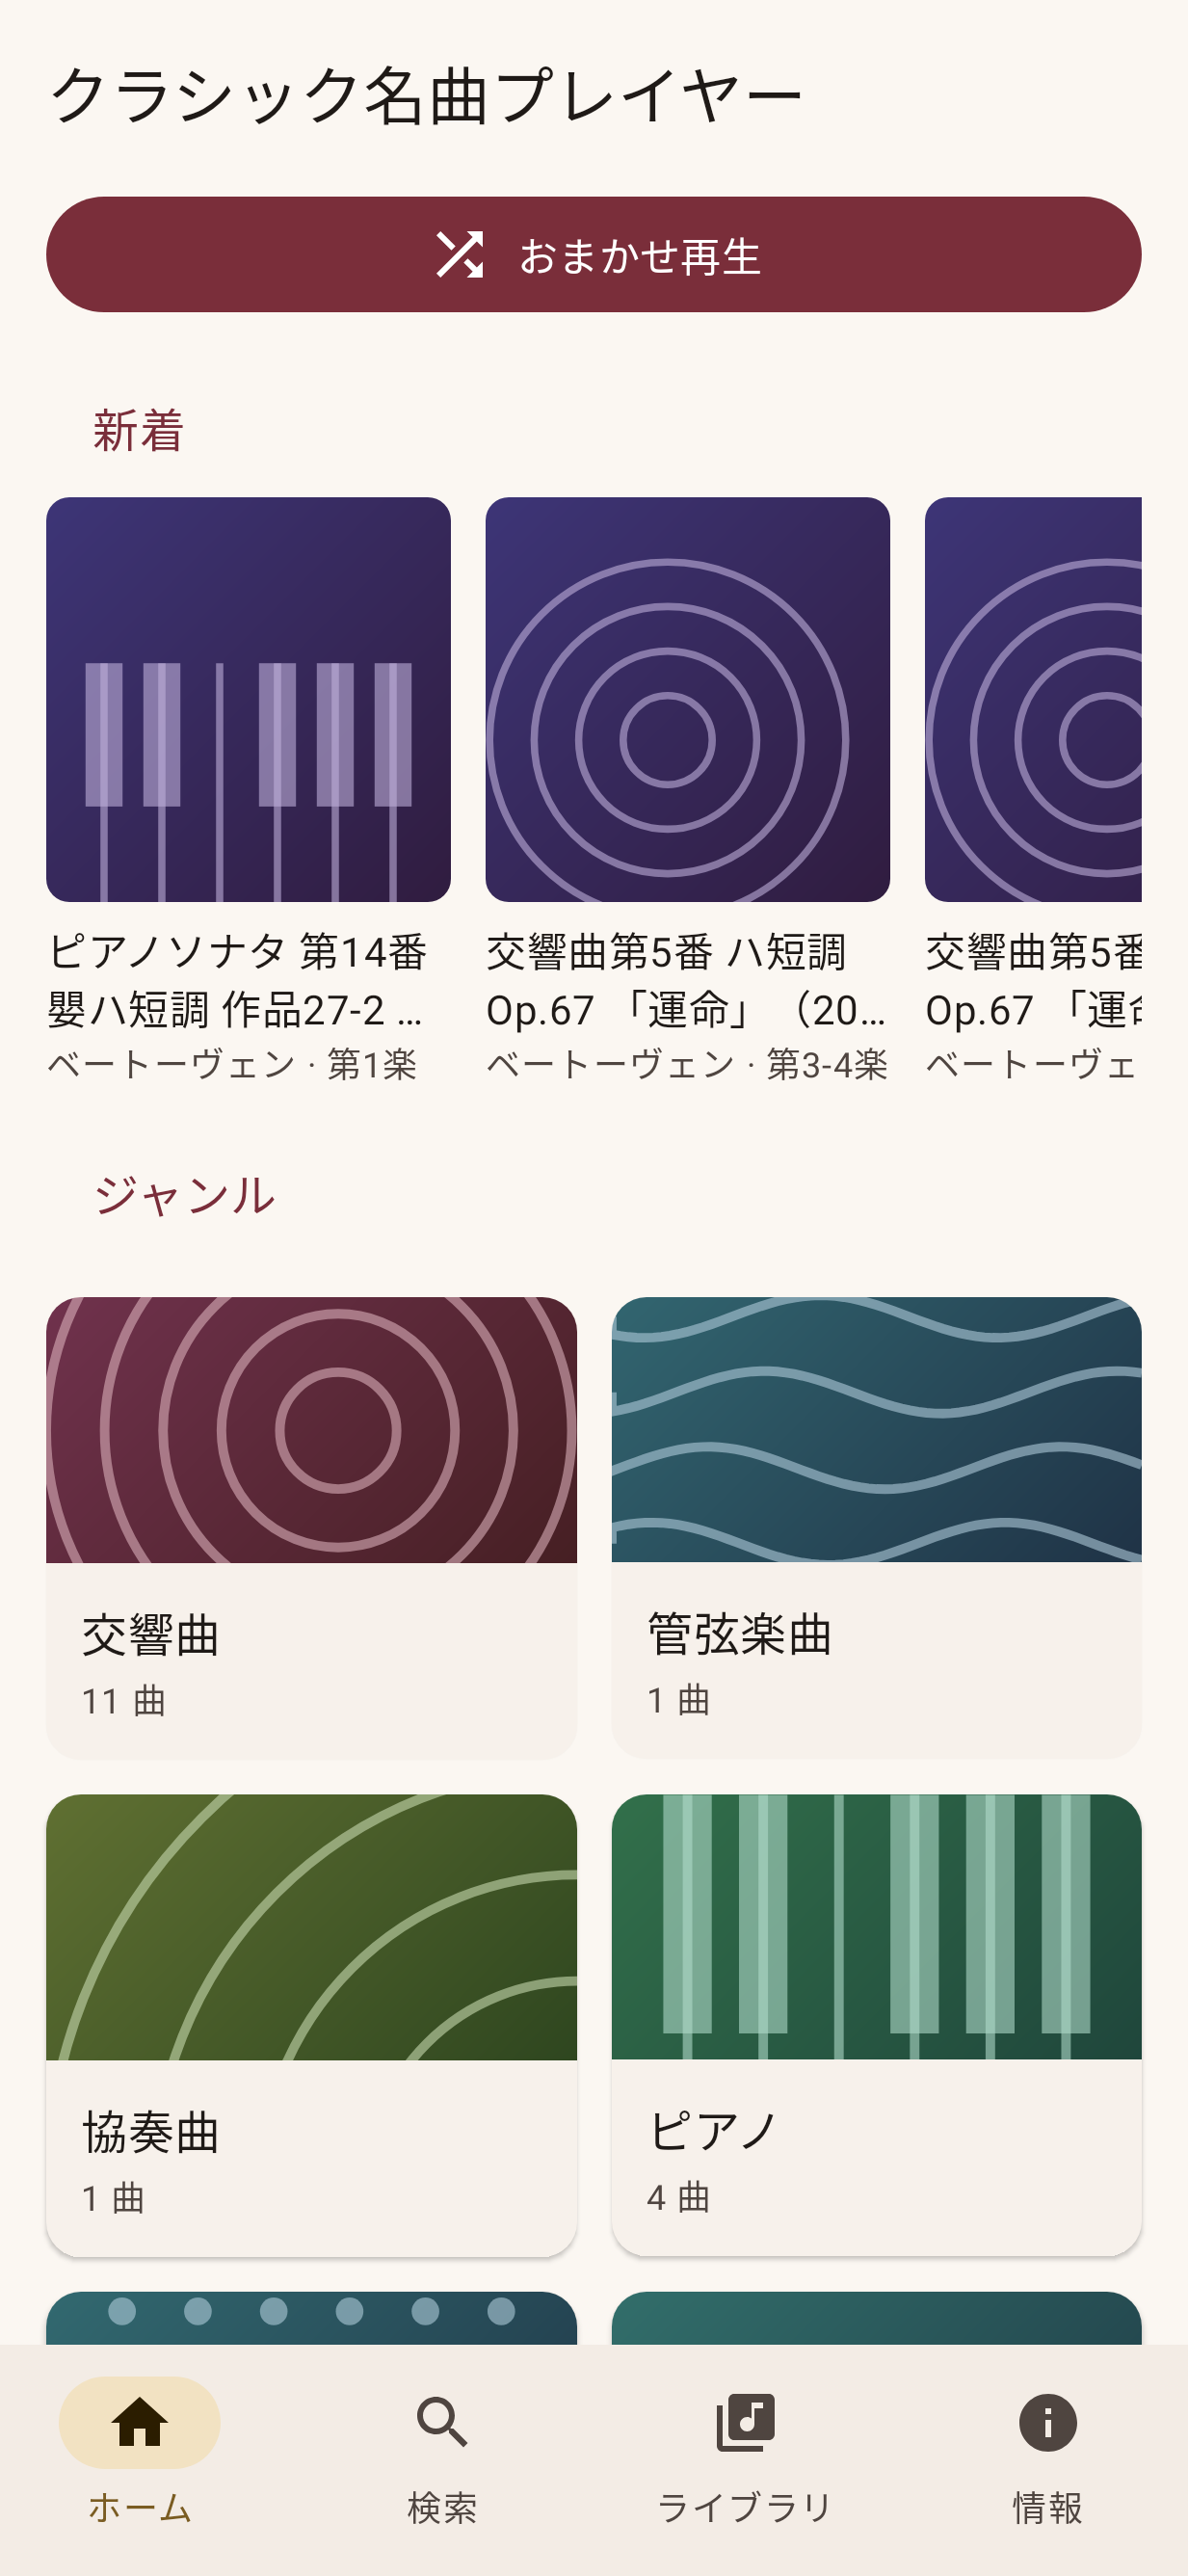 クラシック名曲プレイヤー
おまかせ再生
新着
ピアノソナタ 第14番
嬰ハ短調 作品27-2 …
ベートーヴェン · 第1楽
交響曲第5番 ハ短調
Op.67 「運命」（20…
ベートーヴェン · 第3-4楽
交響曲第5番
Op.67 「運命
ベートーヴェ
ジャンル
交響曲
11 曲
管弦楽曲
1 曲
協奏曲
1 曲
ピアノ
4 曲
ホーム
検索
ライブラリ
情報